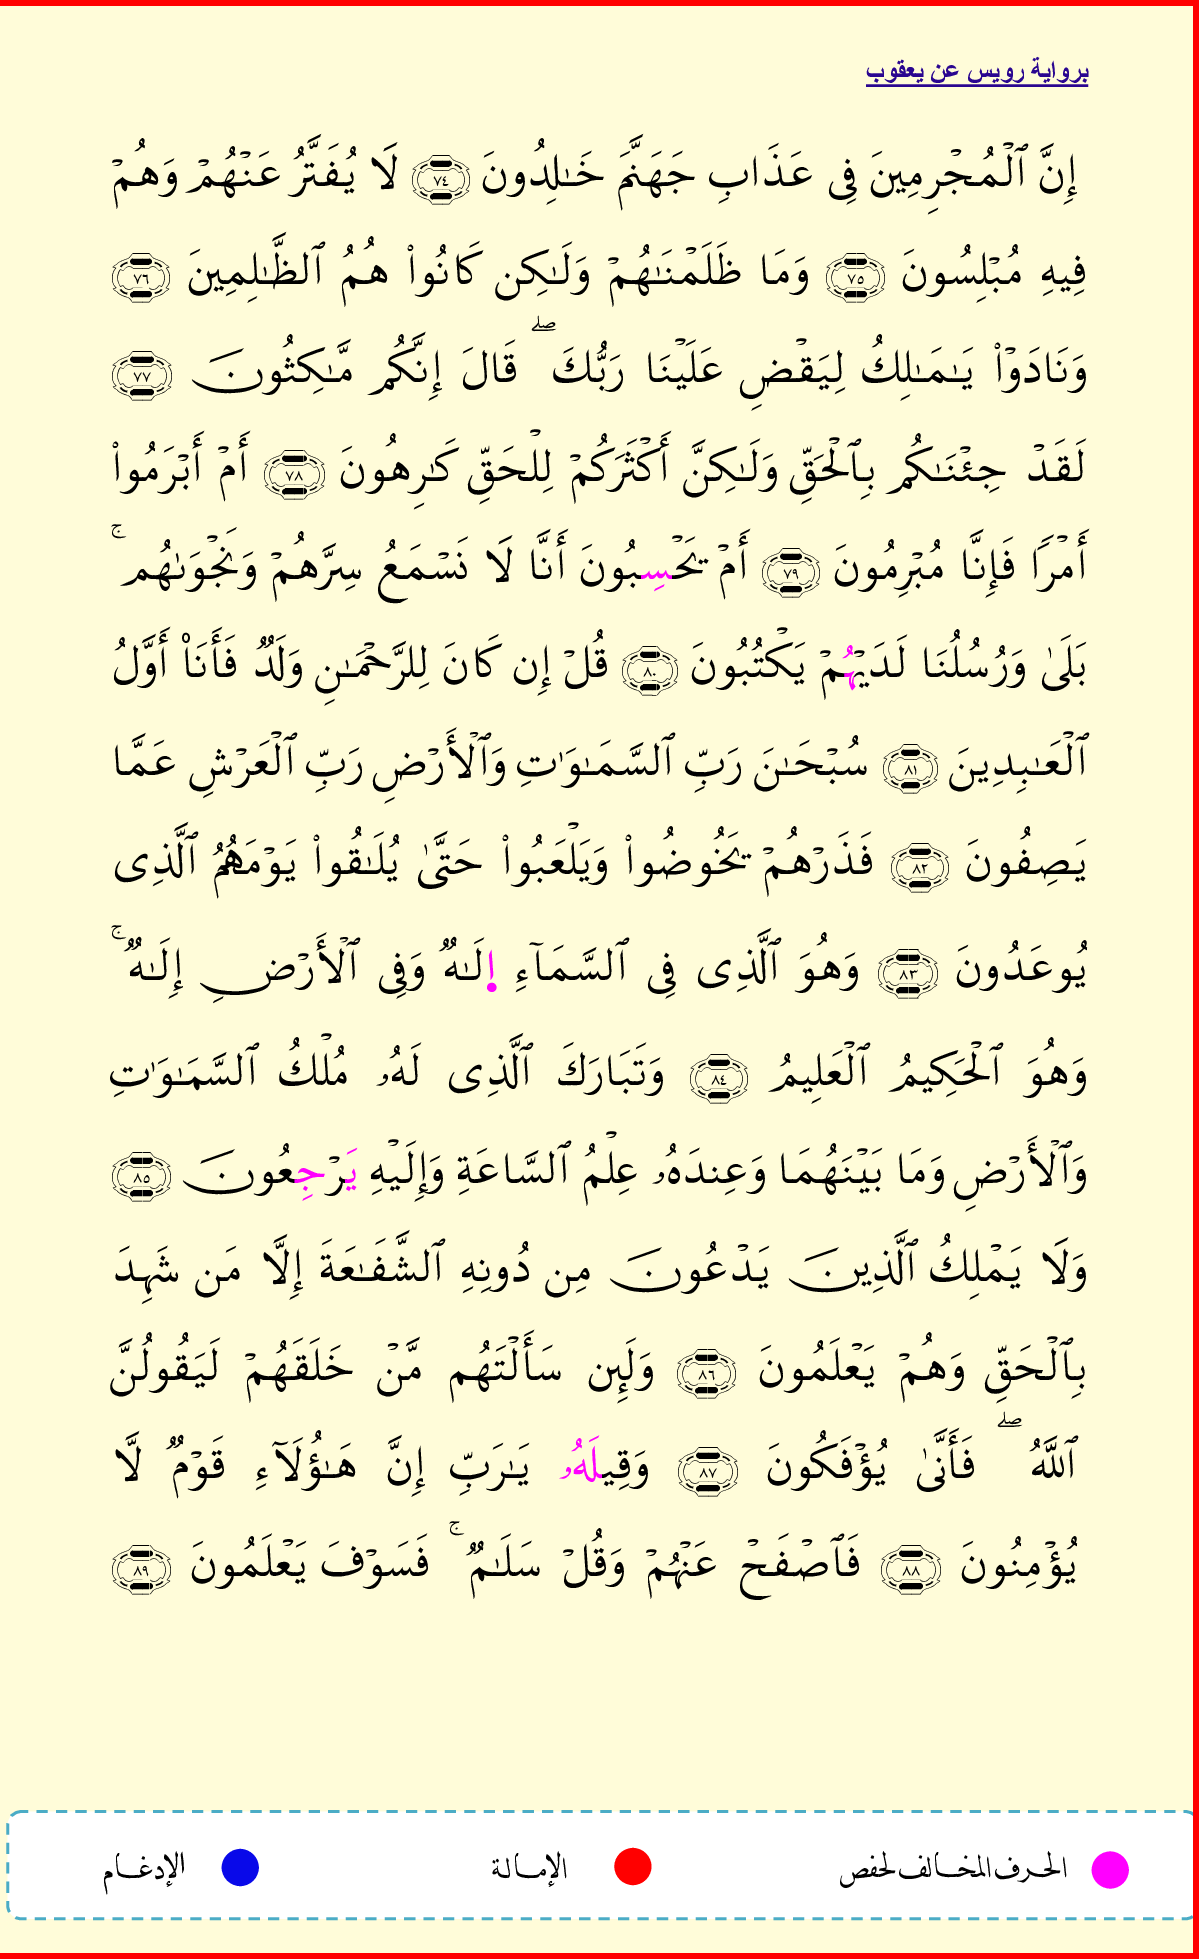 برواية رويس عن يعقوب
إِنَّ ٱلْمُجْرِمِينَ فِى عَذَابِ جَهَنَّمَ خَـٰلِدُونَ ٧٤ لَا يُفَتَّرُ عَنْهُمْ وَهُمْ
فِيهِ مُبْلِسُونَ ٧٥ وَمَا ظَلَمْنَـٰهُمْ وَلَـٰكِن كَانُوا۟ هُمُ ٱلظَّـٰلِمِينَ ٧٦
وَنَادَوْا۟ يَـٰمَـٰلِكُ لِيَقْضِ عَلَيْنَا رَبُّكَ ۖ قَالَ إِنَّكُم مَّـٰكِثُونَ ٧٧
لَقَدْ جِئْنَـٰكُم بِٱلْحَقِّ وَلَـٰكِنَّ أَكْثَرَكُمْ لِلْحَقِّ كَـٰرِهُونَ ٧٨ أَمْ أَبْرَمُوا۟
أَمْرًا فَإِنَّا مُبْرِمُونَ ٧٩ أَمْ يَحْسِبُونَ أَنَّا لَا نَسْمَعُ سِرَّهُمْ وَنَجْوَىٰهُم ۚ
بَلَىٰ وَرُسُلُنَا لَدَيْهُمْ يَكْتُبُونَ ٨٠ قُلْ إِن كَانَ لِلرَّحْمَـٰنِ وَلَدٌ فَأَنَا۠ أَوَّلُ
ٱلْعَـٰبِدِينَ ٨١ سُبْحَـٰنَ رَبِّ ٱلسَّمَـٰوَٰتِ وَٱلْأَرْضِ رَبِّ ٱلْعَرْشِ عَمَّا
يَصِفُونَ ٨٢ فَذَرْهُمْ يَخُوضُوا۟ وَيَلْعَبُوا۟ حَتَّىٰ يُلَـٰقُوا۟ يَوْمَهُمُ ٱلَّذِى
يُوعَدُونَ ٨٣ وَهُوَ ٱلَّذِى فِى ٱلسَّمَآءِ اِلَـٰهٌ وَفِى ٱلْأَرْضِ إِلَـٰهٌ ۚ
وَهُوَ ٱلْحَكِيمُ ٱلْعَلِيمُ ٨٤ وَتَبَارَكَ ٱلَّذِى لَهُۥ مُلْكُ ٱلسَّمَـٰوَٰتِ
وَٱلْأَرْضِ وَمَا بَيْنَهُمَا وَعِندَهُۥ عِلْمُ ٱلسَّاعَةِ وَإِلَيْهِ يَرْجِعُونَ ٨٥
وَلَا يَمْلِكُ ٱلَّذِينَ يَدْعُونَ مِن دُونِهِ ٱلشَّفَـٰعَةَ إِلَّا مَن شَهِدَ
بِٱلْحَقِّ وَهُمْ يَعْلَمُونَ ٨٦ وَلَئِن سَأَلْتَهُم مَّنْ خَلَقَهُمْ لَيَقُولُنَّ
ٱللَّهُ ۖ فَأَنَّىٰ يُؤْفَكُونَ ٨٧ وَقِيلَهُۥ يَـٰرَبِّ إِنَّ هَـٰؤُلَآءِ قَوْمٌ لَّا
يُؤْمِنُونَ ٨٨ فَٱصْفَحْ عَنْهُمْ وَقُلْ سَلَـٰمٌ ۚ فَسَوْفَ يَعْلَمُونَ ٨٩
الحرف المخالف لحفص الإمالة الإدغام